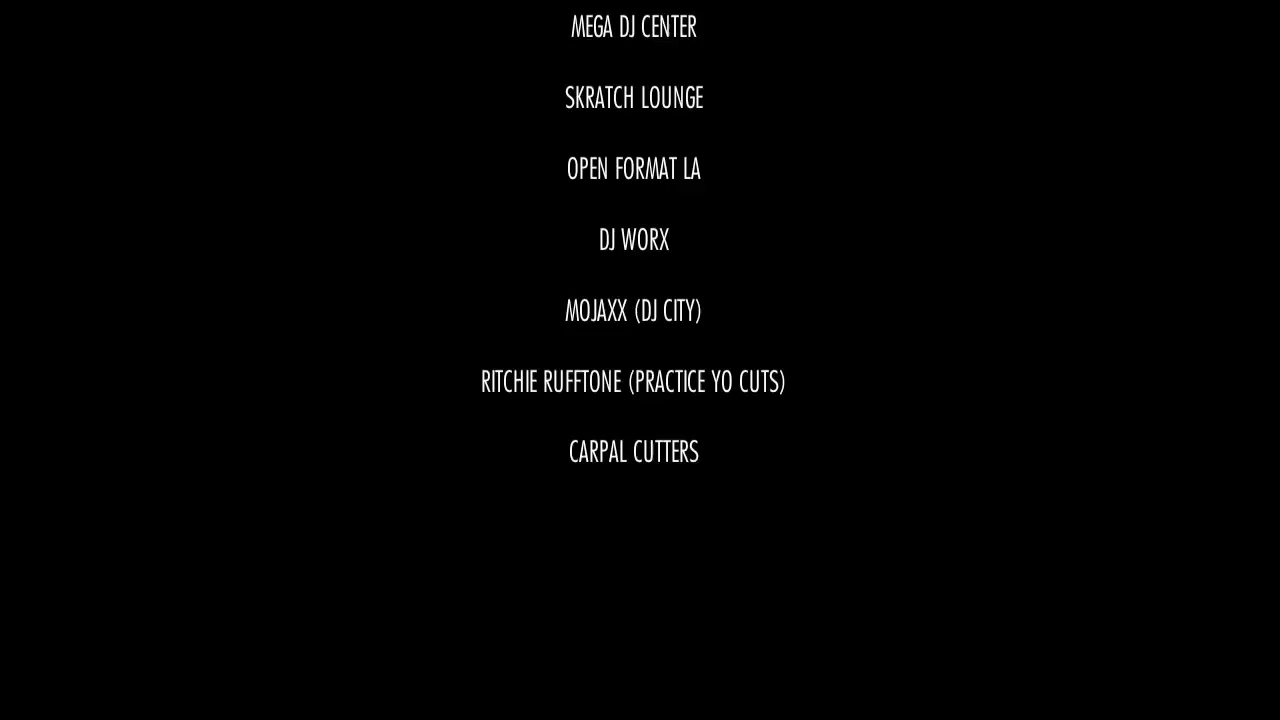 MEGA DJ CENTER
SKRATCH LOUNGE
OPEN FORMAT LA
DJ WORX
MOJAXX (DJ CITY)
RITCHIE RUFFTONE (PRACTICE YO CUTS)
CARPAL CUTTERS